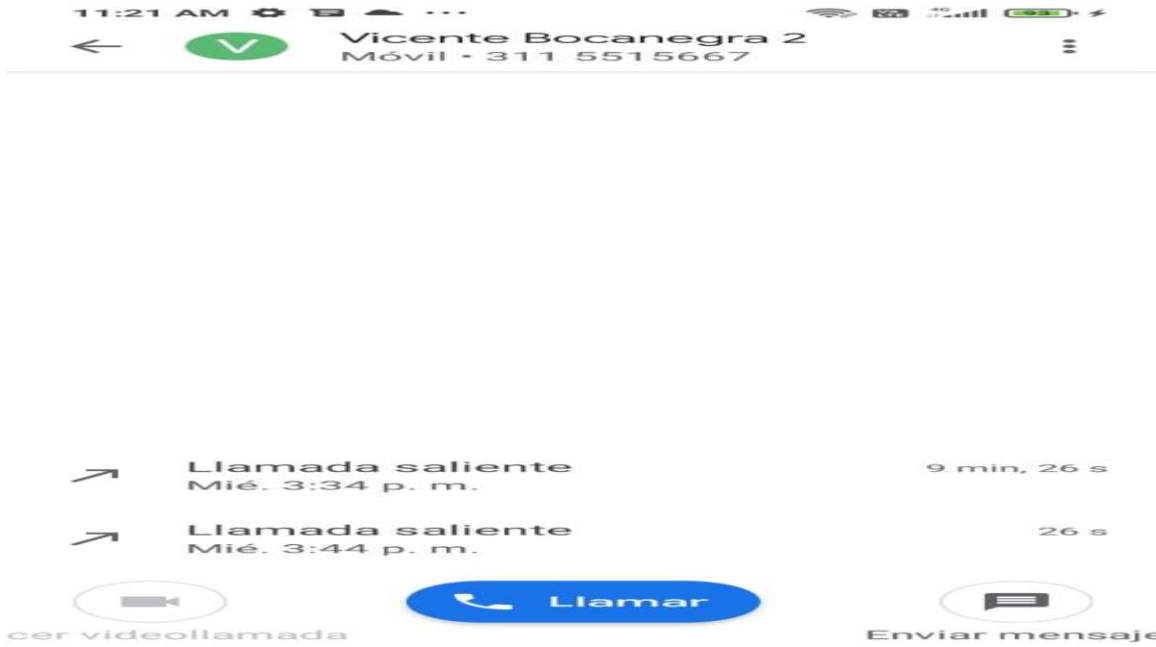 11:21 AM ...
V
Vicente Bocanegra 2
Móvil • 311 5515667
Llamada saliente
9 min, 26 s
Mié. 3:34 p. m.
Llamada saliente
26 s
Mié. 3:44 p. m.
Llamar
cer videollamada
Enviar mensaje